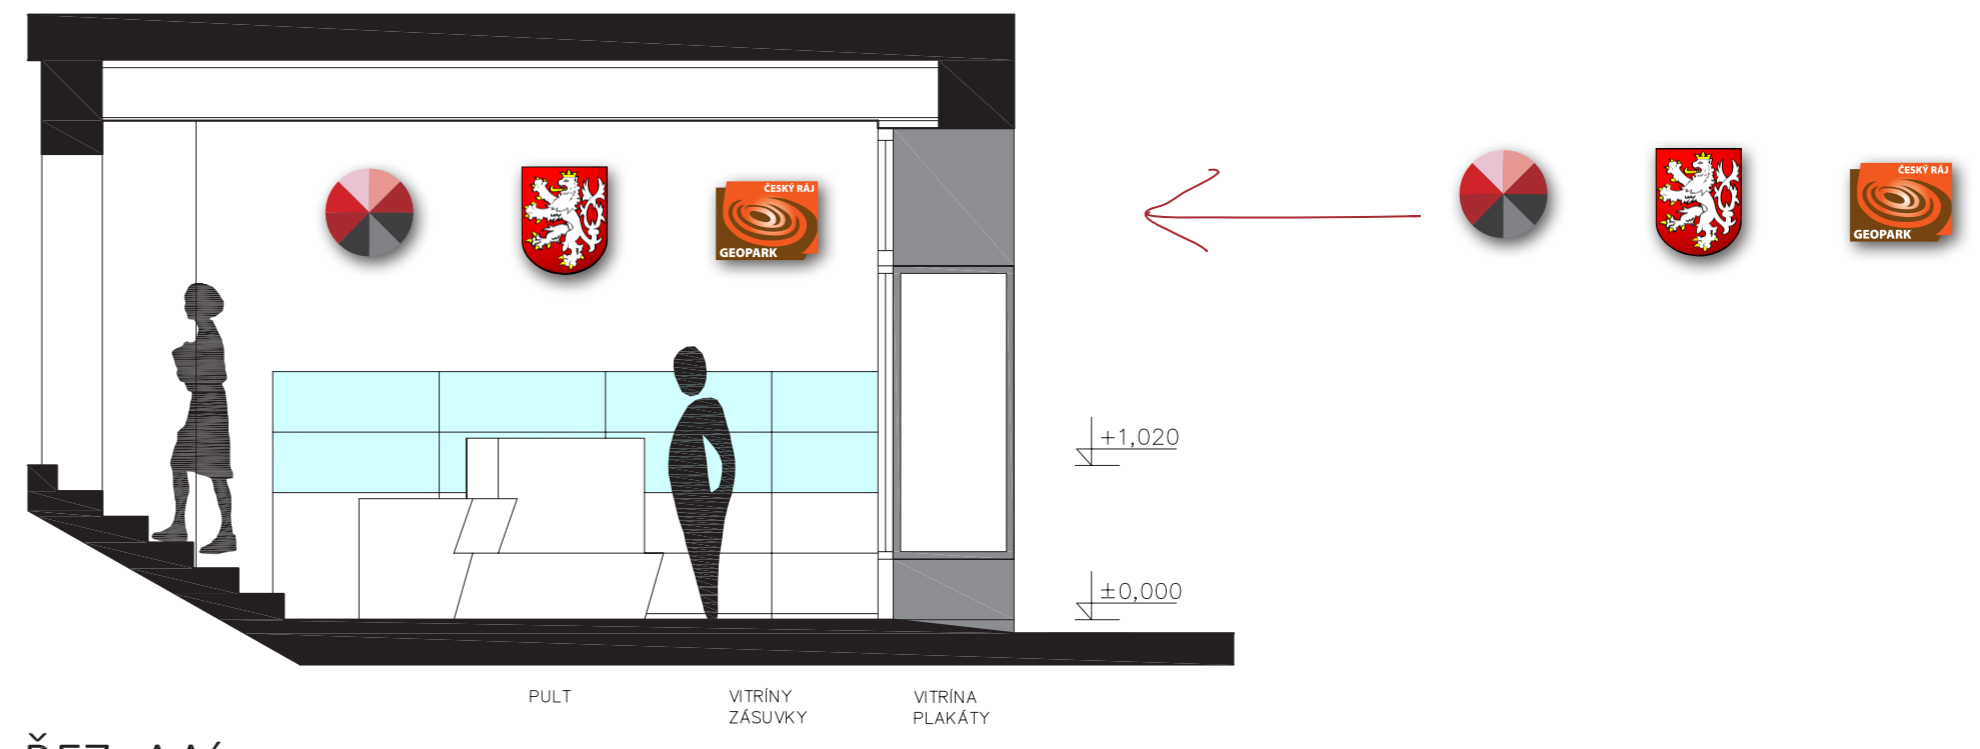 ČESKÝ RÁJ
GEOPARK
ČESKÝ RÁJ
GEOPARK
+1,020
±0,000
PULT
VITRÍNY
ZÁSUVKY
VITRÍNA
PLAKÁTY